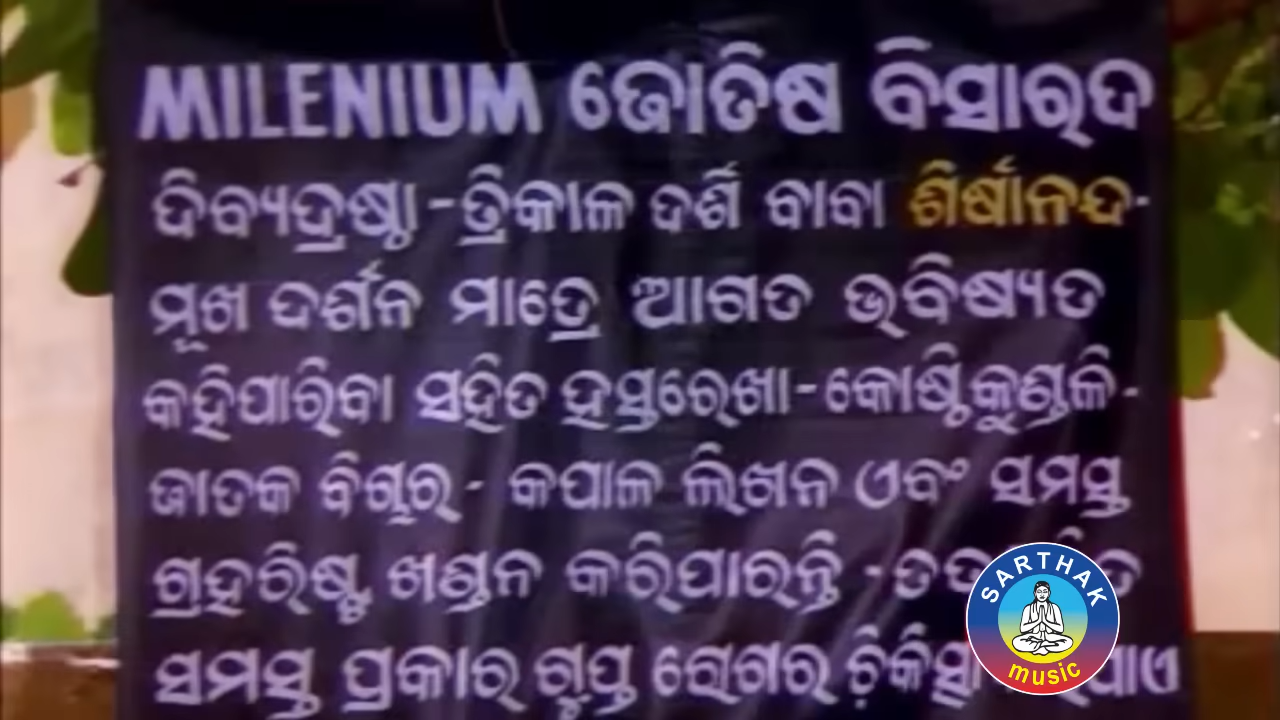 MILENIUM ଜୋତିଷ ବିସାରଦ
ଦିବ୍ୟଦ୍ରଷ୍ଠା -ତ୍ରିକାଳ ଦର୍ଶି ବାବା ଶିର୍ଷାନନ୍ଦ-
ମୂଖ ଦର୍ଶନ ମାତ୍ରେ ଆଗତ ଭବିଷ୍ୟତ
କହିପାରିବା ସହିତ ହସ୍ତରେଖା-କୋଷ୍ଠିକୁଣ୍ଡଳି-
ଜାତକ ବିଚାର- କପାଳ ଲିଖନ ଏବଂ ସମସ୍ତ
ଗ୍ରହରିଷ୍ଟ ଖଣ୍ଡନ କରିପାରନ୍ତି -
ସମସ୍ତ ପ୍ରକାର ଗୁପ୍ତ ରୋଗର ଚିକିତ୍ସା
SARTHAK
music